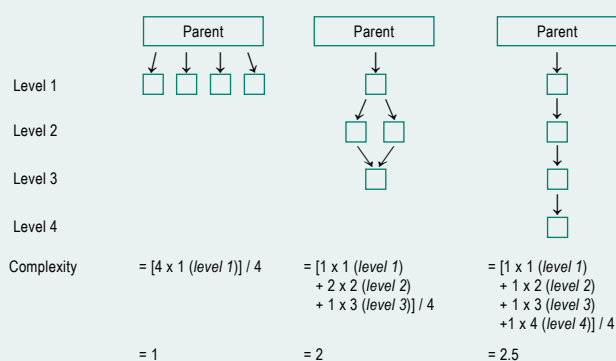 Parent Parent Parent
Level 1
Level 2
Level 3
Level 4
Complexity = [4 x 1 (level 1)] / 4 = [1 x 1 (level 1) = [1 x 1 (level 1)
+ 2 x 2 (level 2) + 1 x 2 (level 2)
+ 1 x 3 (level 3)] / 4 + 1 x 3 (level 3)
+1 x 4 (level 4)] / 4
= 1 = 2 = 2.5